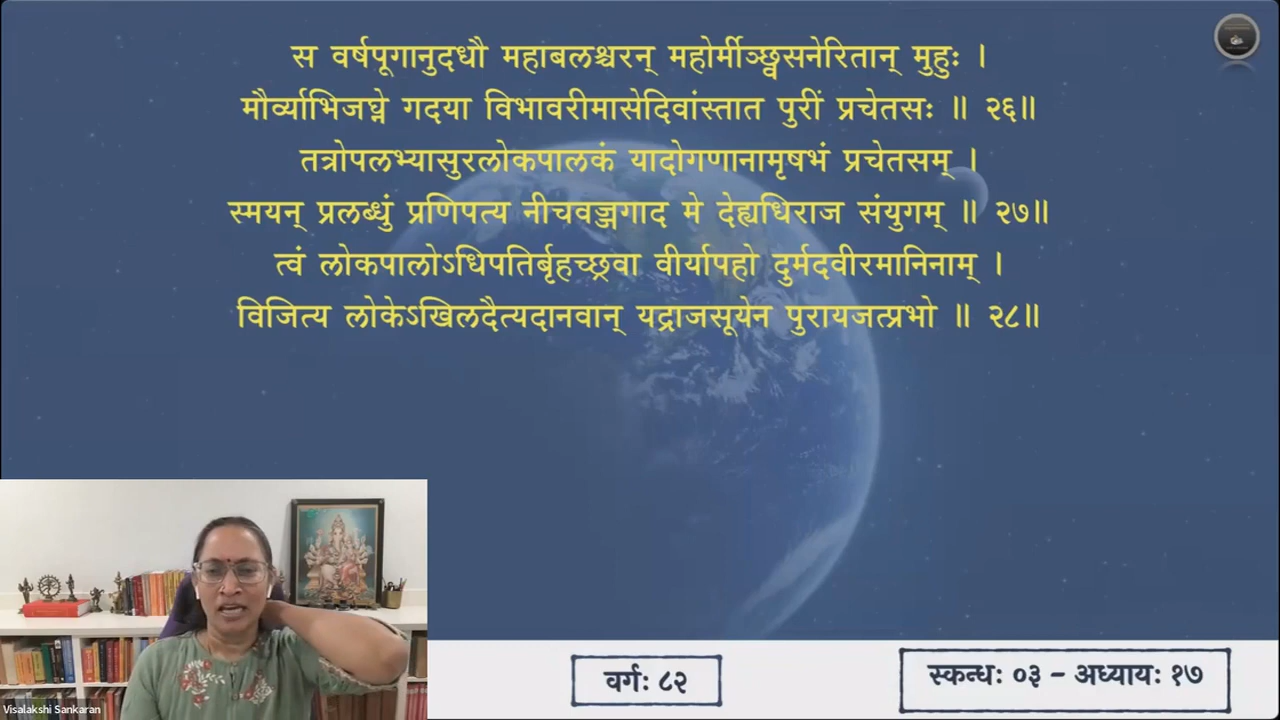 स वर्षपूगानुदधौ महाबलश्चरन् महोर्मीञ्छ्वसनेरितान् मुहुः ।
मौर्व्याभिजघ्ने गदया विभावरीमासेदिवांस्तात पुरीं प्रचेतसः ॥ २६॥
तत्रोपलभ्यासुरलोकपालकं यादोगणानामृषभं प्रचेतसम् ।
स्मयन् प्रलब्धुं प्रणिपत्य नीचवज्जगाद मे देह्यधिराज संयुगम् ॥ २७॥
त्वं लोकपालोऽधिपतिर्बृहच्छ्रवा वीर्यापहो दुर्मदवीरमानिनाम् ।
विजित्य लोकेऽखिलदैत्यदानवान् यद्राजसूयेन पुरायजत्प्रभो ॥ २८॥
वर्गः ८२
स्कन्धः ०३ - अध्यायः १७
Visalakshi Sankaran